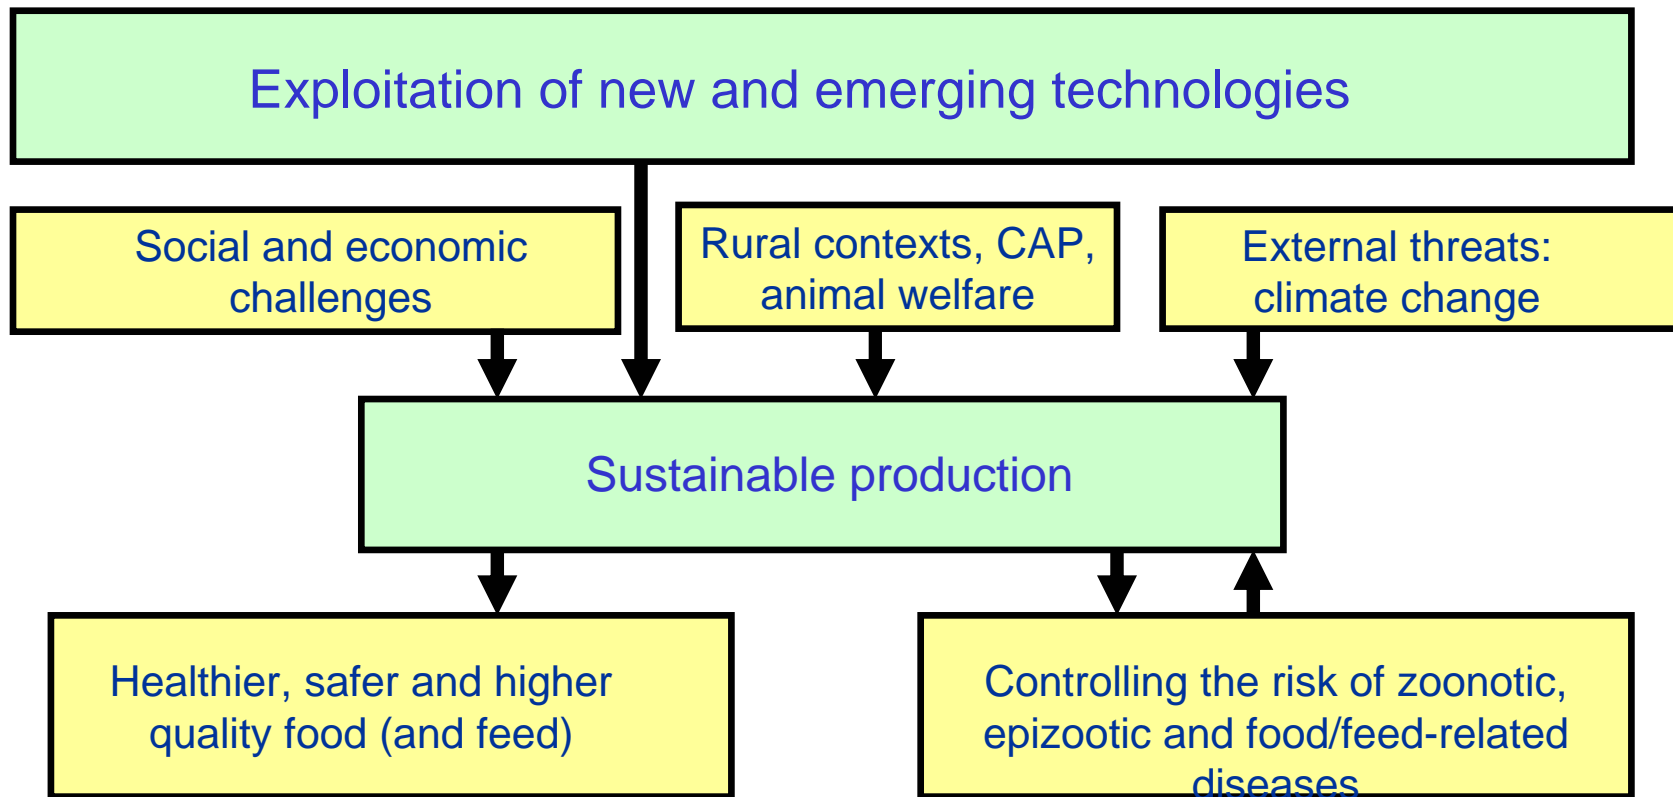 Exploitation of new and emerging technologies
Social and economic
challenges
Rural contexts, CAP,
animal welfare
External threats:
climate change
Sustainable production
Healthier, safer and higher
quality food (and feed)
Controlling the risk of zoonotic,
epizootic and food/feed-related
diseases